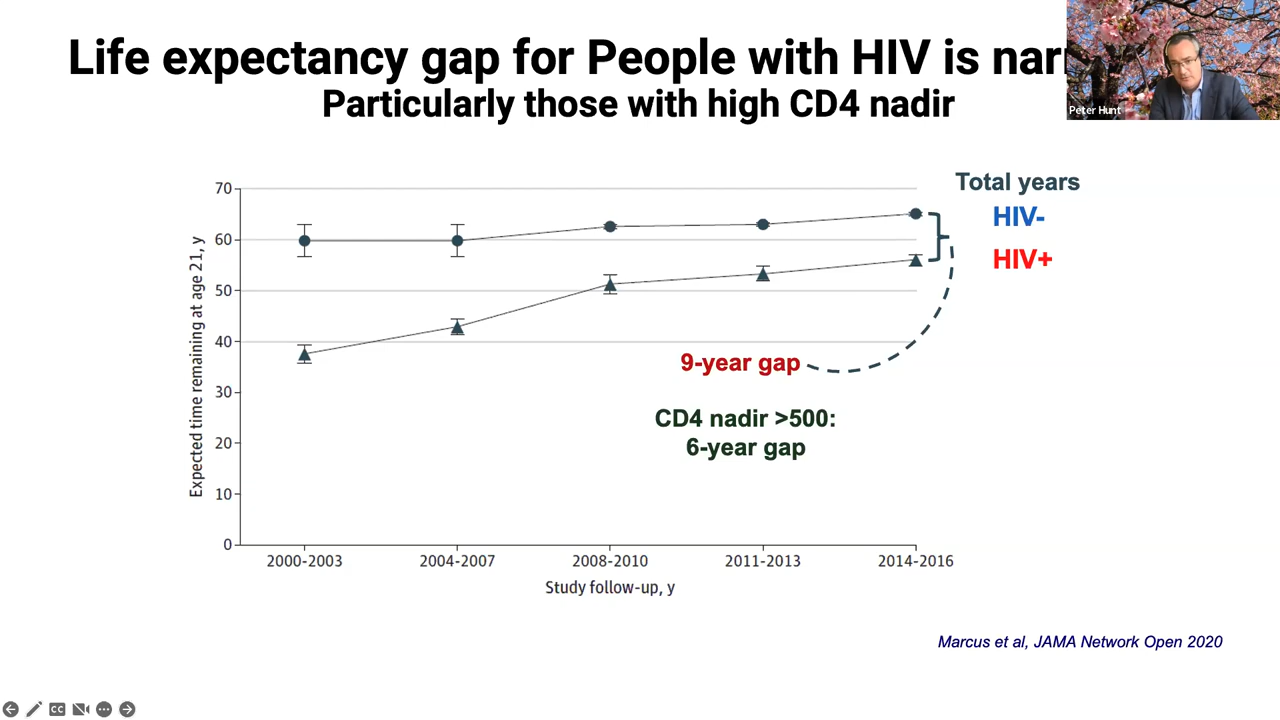 Life expectancy gap for People with HIV is nar
Particularly those with high CD4 nadir
Peter Hunt
Total years
HIV-
HIV+
70
60
50
40
30
20
10
0
Expected time remaining at age 21, y
9-year gap
CD4 nadir >500:
6-year gap
2000-2003
2004-2007
2008-2010
2011-2013
2014-2016
Study follow-up, y
Marcus et al, JAMA Network Open 2020
CC